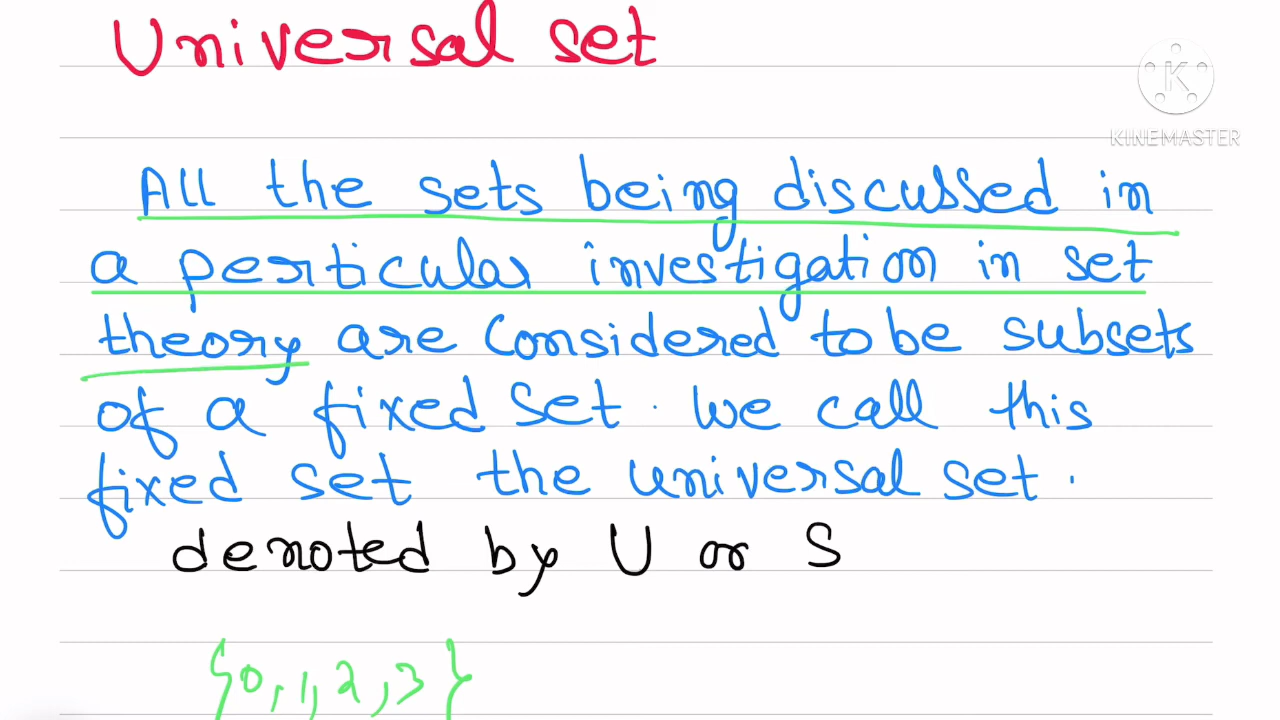 Universal set
K
KINEMASTER
All the sets being discussed in
a perticular investigation in set
theory are considered to be subsets
of a fixed set. We call this
fixed set the universal set.
denoted by U or S
{0,1,2,3}